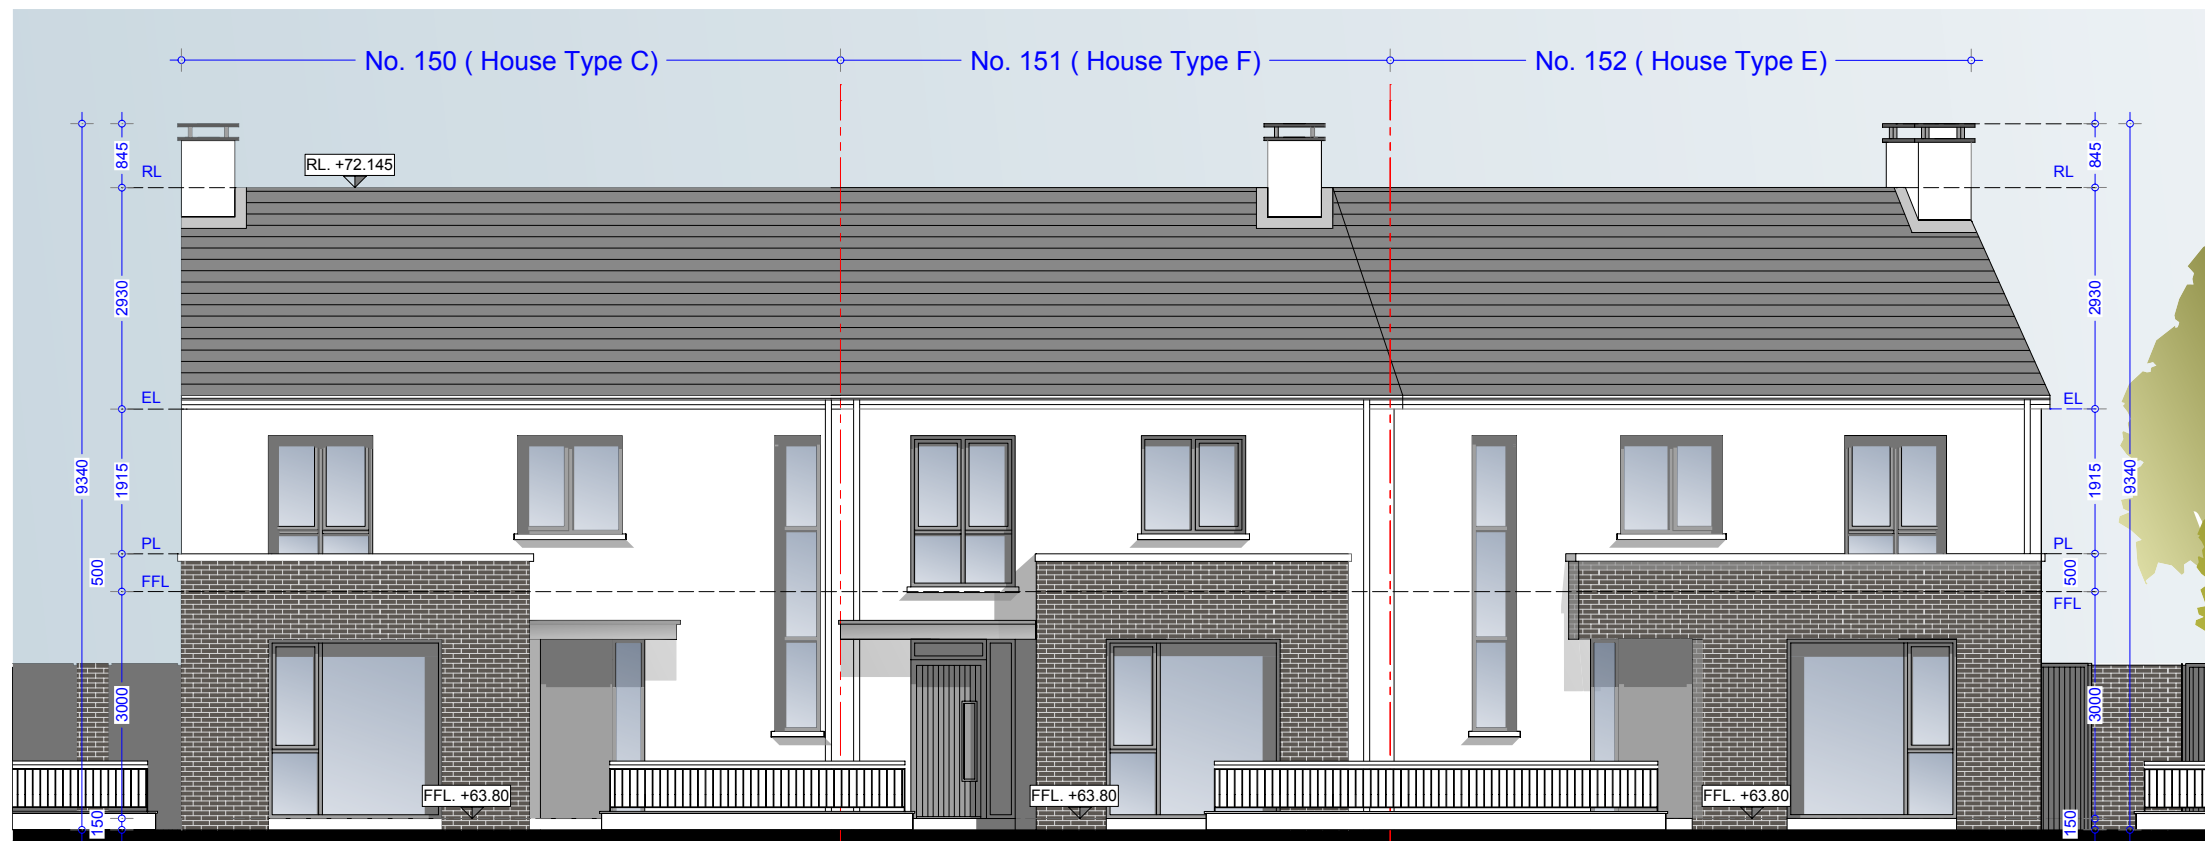 No. 150 ( House Type C)
No. 151 ( House Type F)
No. 152 ( House Type E)
845
RL
RL. +72.145
RL
845
2930
2930
EL
EL
9340
1915
1915
9340
PL
PL
500
500
FFL
FFL
3000
3000
FFL. +63.80
FFL. +63.80
FFL. +63.80
150
150